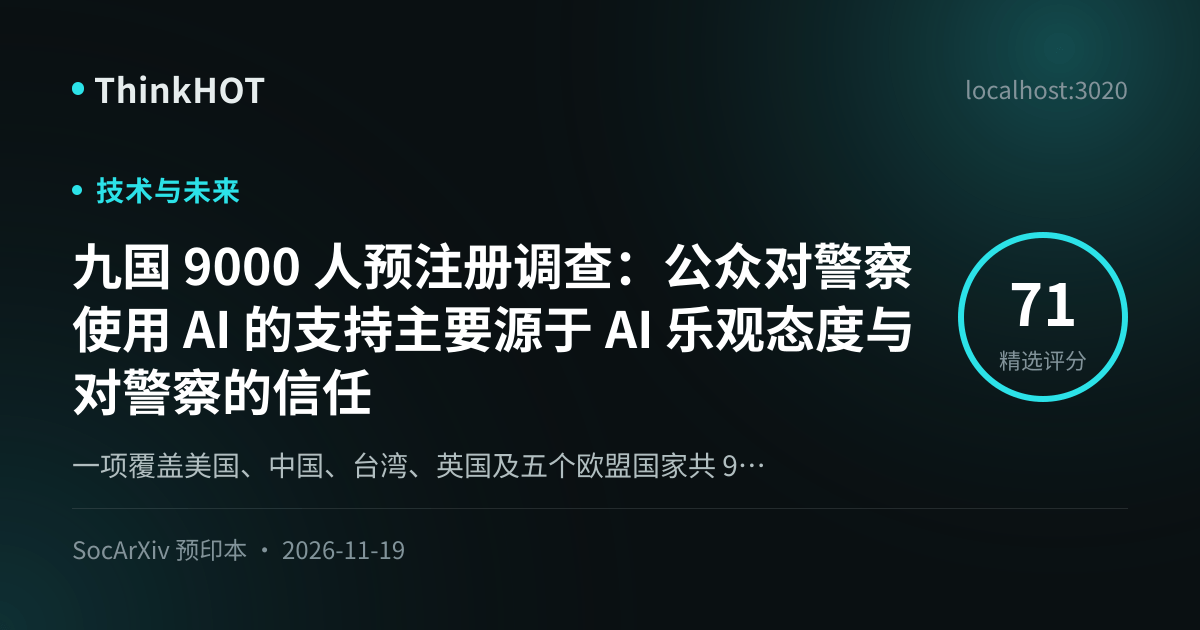 ThinkHOT
localhost:3020
技术与未来
九国 9000 人预注册调查：公众对警察
使用 AI 的支持主要源于 AI 乐观态度与
对警察的信任
71
精选评分
一项覆盖美国、中国、台湾、英国及五个欧盟国家共 9…
SocArXiv 预印本 · 2026-11-19